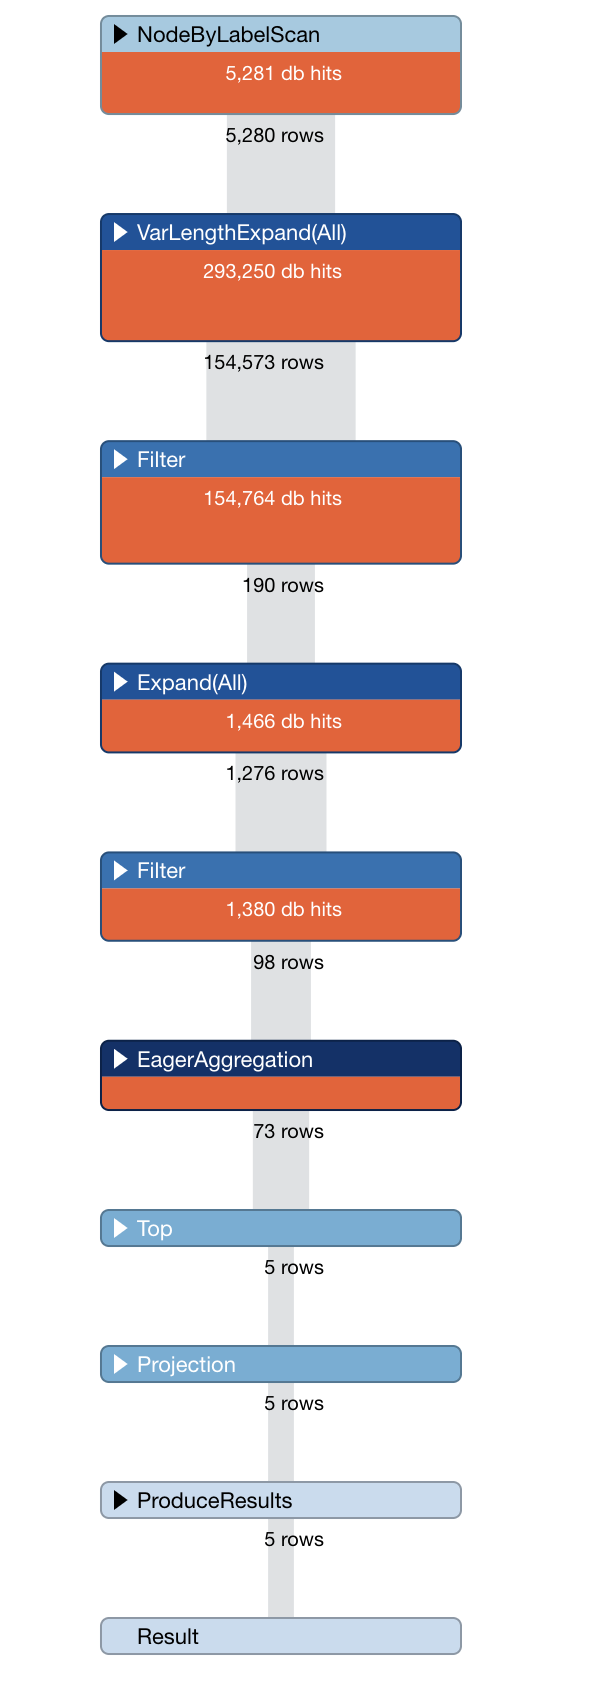 NodeByLabelScan
5,281 db hits
5,280 rows
VarLengthExpand(All)
293,250 db hits
154,573 rows
Filter
154,764 db hits
190 rows
Expand(All)
1,466 db hits
1,276 rows
Filter
1,380 db hits
98 rows
EagerAggregation
73 rows
Top
5 rows
Projection
5 rows
ProduceResults
5 rows
Result